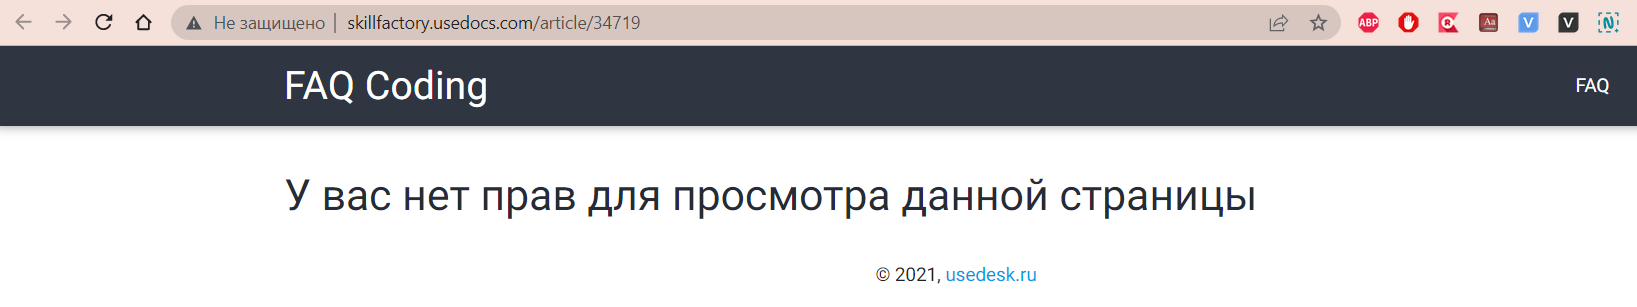 Не защищено | skillfactory.usedocs.com/article/34719
ABP
Aa
V
V
N
FAQ Coding
FAQ
У вас нет прав для просмотра данной страницы
© 2021, usedesk.ru